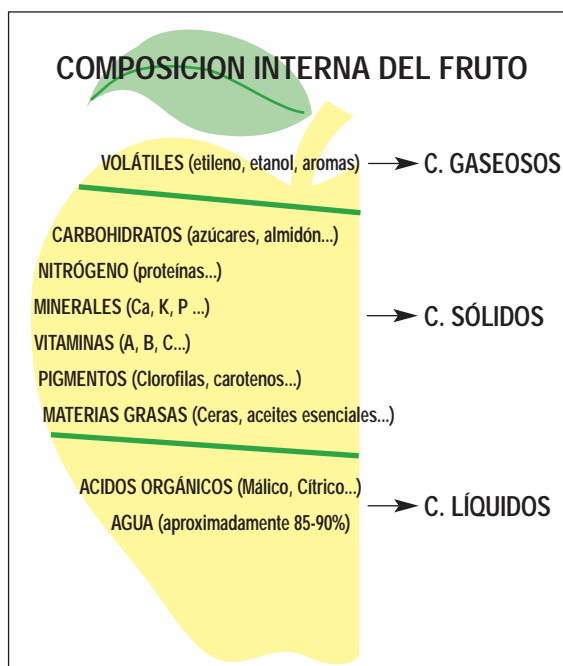 COMPOSICION INTERNA DEL FRUTO
VOLÁTILES (etileno, etanol, aromas) C. GASEOSOS
CARBOHIDRATOS (azúcares, almidón...)
NITRÓGENO (proteínas...)
MINERALES (Ca, K, P ...) C. SÓLIDOS
VITAMINAS (A, B, C...)
PIGMENTOS (Clorofilas, carotenos...)
MATERIAS GRASAS (Ceras, aceites esenciales...)
ACIDOS ORGÁNICOS (Málico, Cítrico...) C. LÍQUIDOS
AGUA (aproximadamente 85-90%)